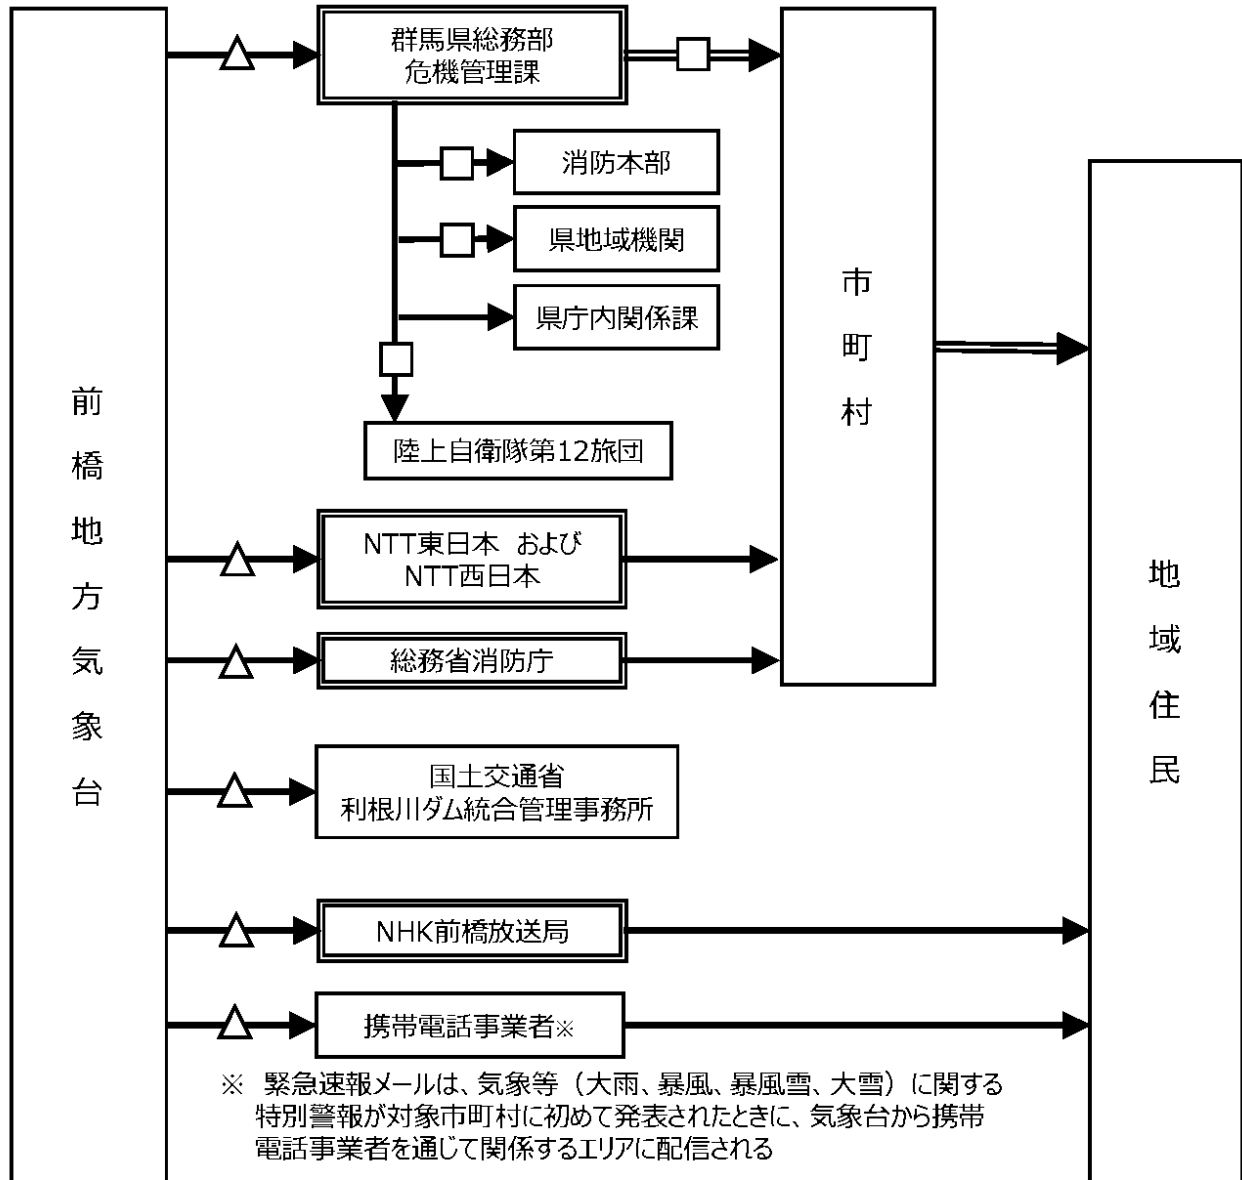 前橋地方気象台
群馬県総務部
危機管理課
消防本部
県地域機関
県庁内関係課
陸上自衛隊第12旅団
NTT東日本 および
NTT西日本
総務省消防庁
国土交通省
利根川ダム統合管理事務所
NHK前橋放送局
携帯電話事業者※
市町村
地域住民
※ 緊急速報メールは、気象等（大雨、暴風、暴風雪、大雪）に関する
特別警報が対象市町村に初めて発表されたときに、気象台から携帯
電話事業者を通じて関係するエリアに配信される